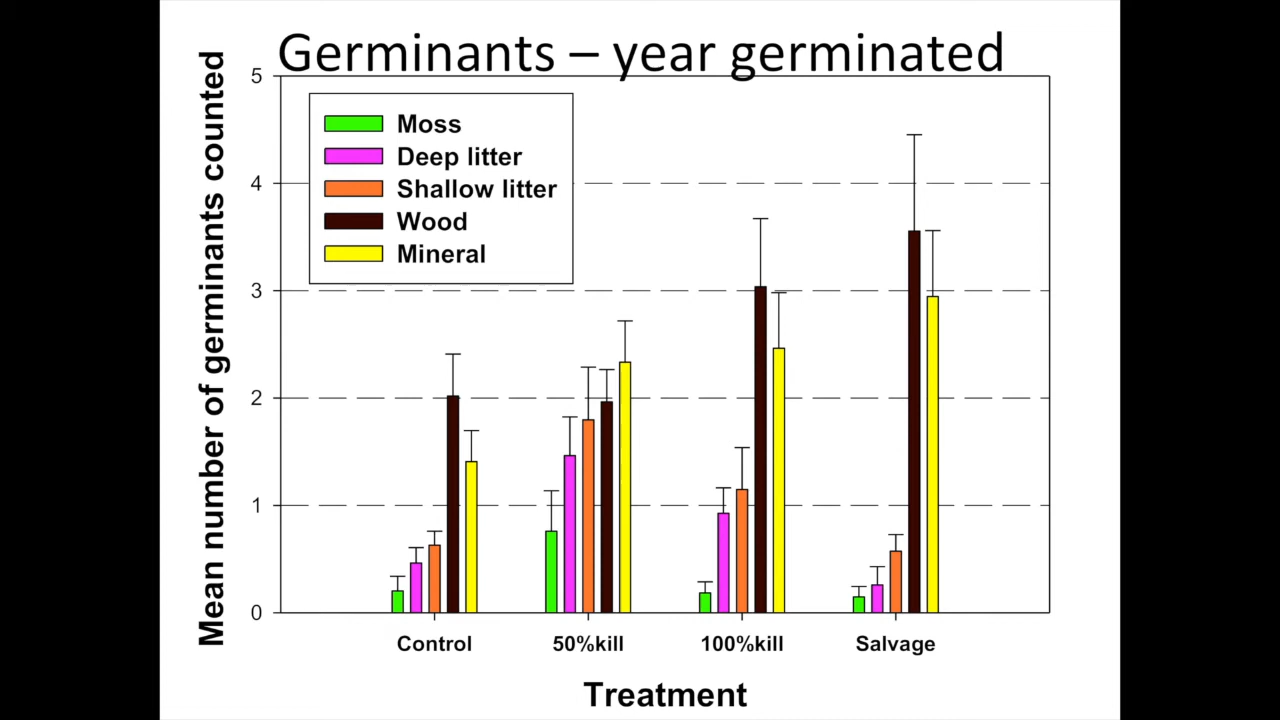 Germinants – year germinated
Mean number of germinants counted
5
4
3
2
1
0
Moss
Deep litter
Shallow litter
Wood
Mineral
Control
50%kill
100%kill
Salvage
Treatment